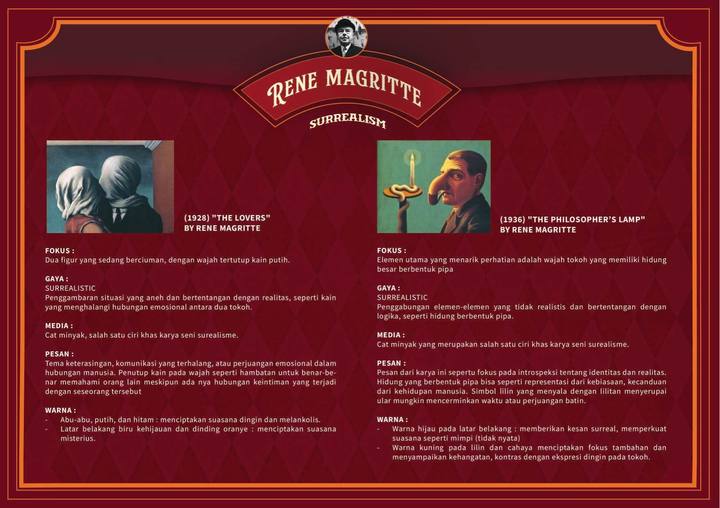 RENE MAGRITTE
SURREALISM
(1928) "THE LOVERS"
BY RENE MAGRITTE
FOKUS :
Dua figur yang sedang berciuman, dengan wajah tertutup kain putih.
GAYA :
SURREALISTIC
Penggambaran situasi yang aneh dan bertentangan dengan realitas, seperti kain
yang menghalangi hubungan emosional antara dua tokoh.
MEDIA :
Cat minyak, salah satu ciri khas karya seni surealisme.
PESAN :
Tema keterasingan, komunikasi yang terhalang, atau perjuangan emosional dalam
hubungan manusia. Penutup kain pada wajah seperti hambatan untuk benar-be-
nar memahami orang lain meskipun ada nya hubungan keintiman yang terjadi
dengan seseorang tersebut
WARNA :
- Abu-abu, putih, dan hitam : menciptakan suasana dingin dan melankolis.
- Latar belakang biru kehijauan dan dinding oranye : menciptakan suasana
misterius.
(1936) "THE PHILOSOPHER'S LAMP"
BY RENE MAGRITTE
FOKUS :
Elemen utama yang menarik perhatian adalah wajah tokoh yang memiliki hidung
besar berbentuk pipa
GAYA :
SURREALISTIC
Penggabungan elemen-elemen yang tidak realistis dan bertentangan dengan
logika, seperti hidung berbentuk pipa.
MEDIA :
Cat minyak yang merupakan salah satu ciri khas karya seni surealisme.
PESAN :
Pesan dari karya ini sepertu fokus pada introspeksi tentang identitas dan realitas.
Hidung yang berbentuk pipa bisa seperti representasi dari kebiasaan, kecanduan
dari kehidupan manusia. Simbol lilin yang menyala dengan lilitan menyerupai
ular mungkin mencerminkan waktu atau perjuangan batin.
WARNA :
- Warna hijau pada latar belakang : memberikan kesan surreal, memperkuat
suasana seperti mimpi (tidak nyata)
- Warna kuning pada lilin dan cahaya menciptakan fokus tambahan dan
menyampaikan kehangatan, kontras dengan ekspresi dingin pada tokoh.